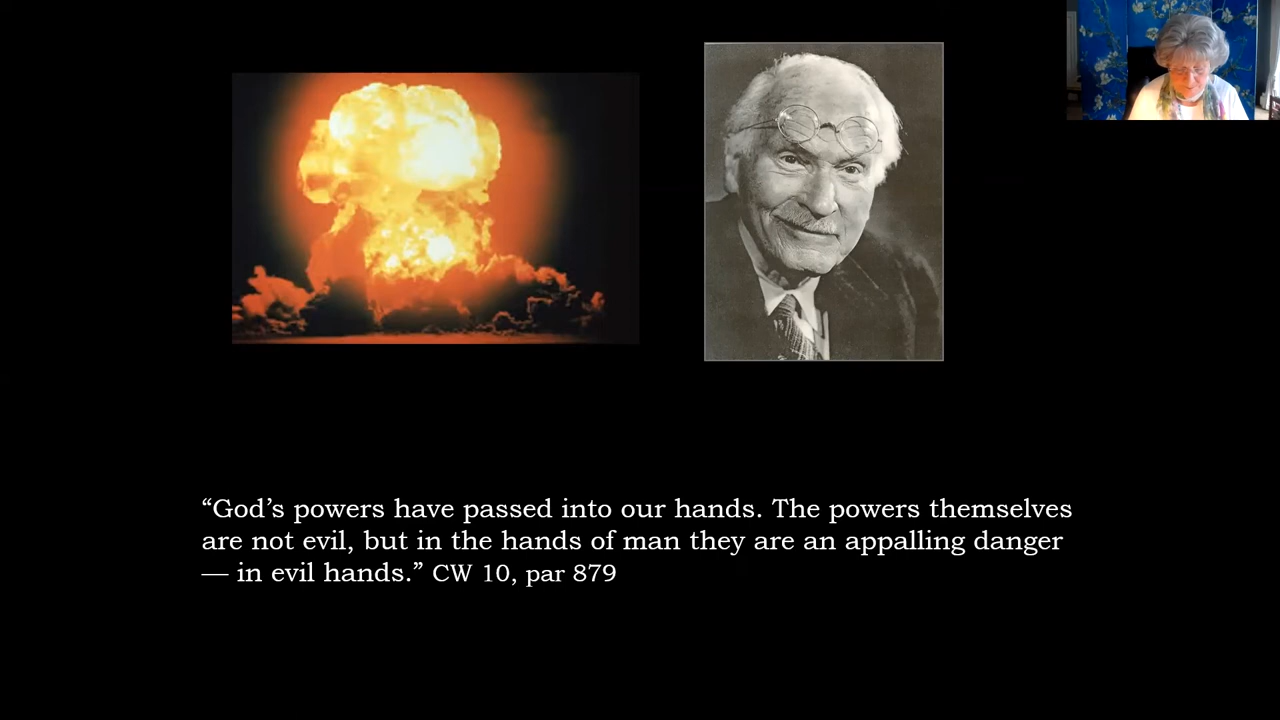 “God’s powers have passed into our hands. The powers themselves
are not evil, but in the hands of man they are an appalling danger
— in evil hands.” CW 10, par 879